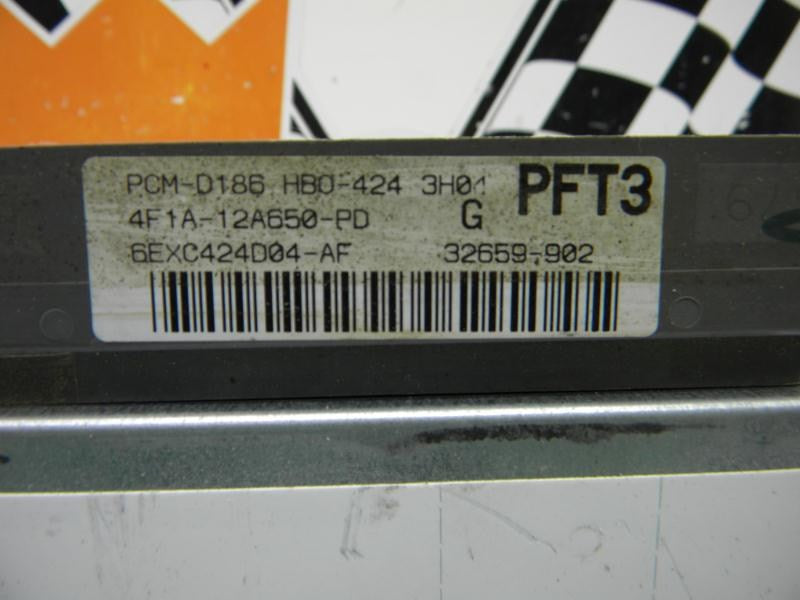 PCM-D186 HBO-424 3H04 PFT3
4F1A-12A650-PD G
6EXC424D04-AF 32659-902